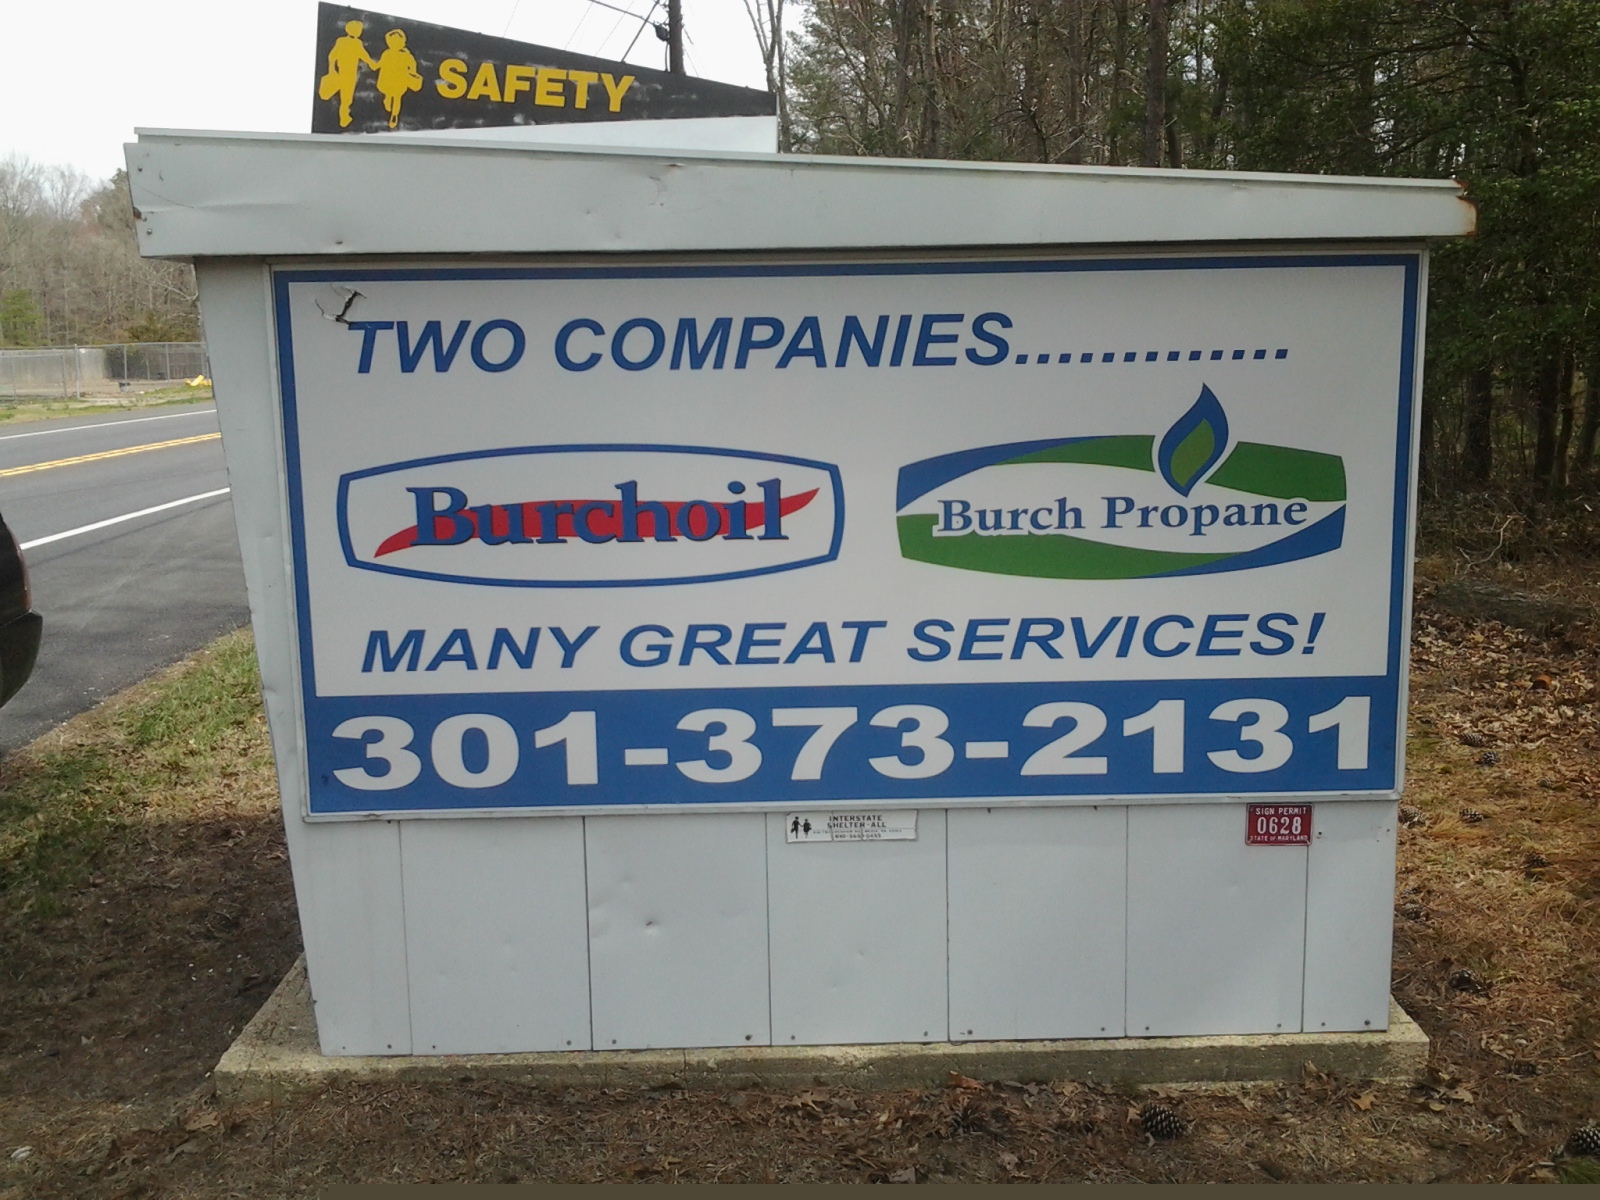 SAFETY
TWO COMPANIES.............
Burchoil
Burch Propane
MANY GREAT SERVICES!
301-373-2131
INTERSTATE
SHELTER-ALL
SIGN PERMIT
0628
STATE OF MARYLAND